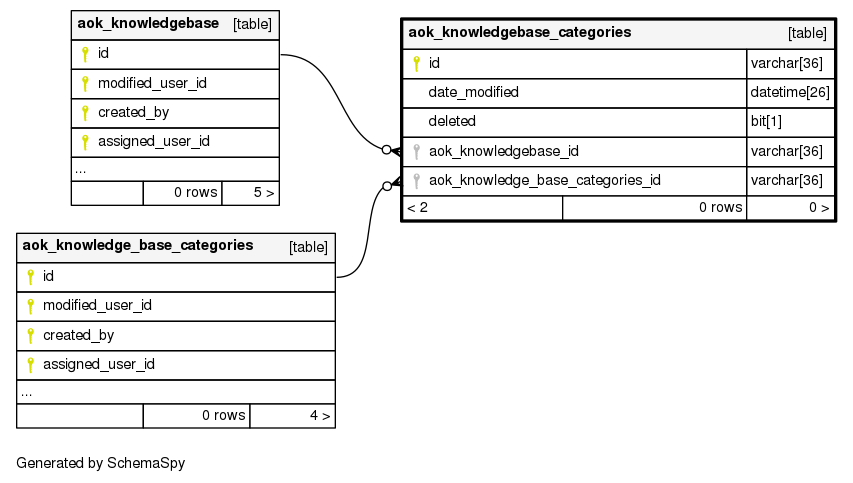 aok_knowledgebase [table]
id
modified_user_id
created_by
assigned_user_id
...
0 rows 5 >
aok_knowledge_base_categories [table]
id
modified_user_id
created_by
assigned_user_id
...
0 rows 4 >
aok_knowledgebase_categories [table]
id varchar[36]
date_modified datetime[26]
deleted bit[1]
aok_knowledgebase_id varchar[36]
aok_knowledge_base_categories_id varchar[36]
< 2 0 rows 0 >
Generated by SchemaSpy